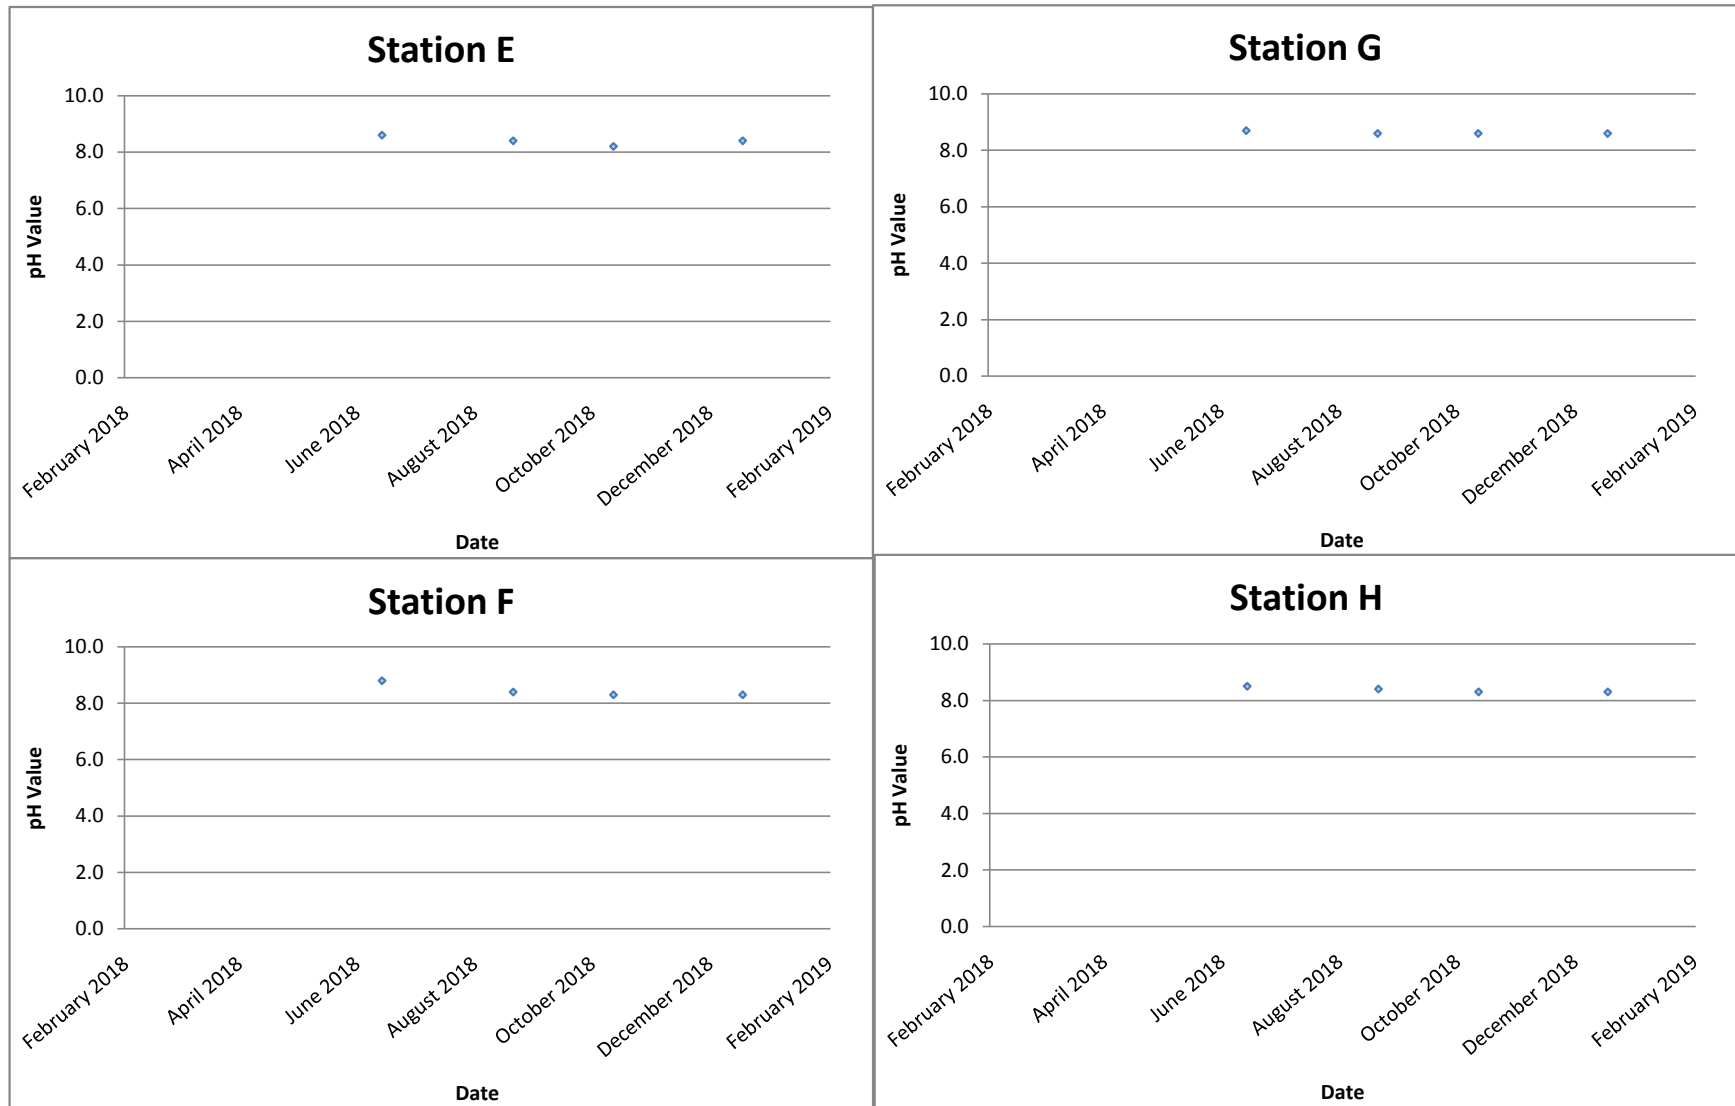 Station E
10.0
8.0
6.0
4.0
2.0
0.0
pH Value
February 2018
April 2018
June 2018
August 2018
October 2018
December 2018
February 2019
Date
Station G
10.0
8.0
6.0
4.0
2.0
0.0
pH Value
February 2018
April 2018
June 2018
August 2018
October 2018
December 2018
February 2019
Date
Station F
10.0
8.0
6.0
4.0
2.0
0.0
pH Value
February 2018
April 2018
June 2018
August 2018
October 2018
December 2018
February 2019
Date
Station H
10.0
8.0
6.0
4.0
2.0
0.0
pH Value
February 2018
April 2018
June 2018
August 2018
October 2018
December 2018
February 2019
Date